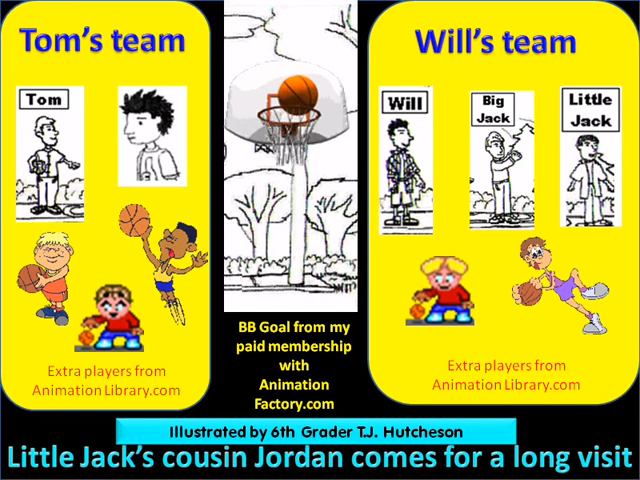 Tom's team
Tom
Extra players from
Animation Library.com
BB Goal from my
paid membership
with
Animation
Factory.com
Will's team
Will
Big
Jack
Little
Jack
Extra players from
Animation Library.com
Illustrated by 6th Grader T.J. Hutcheson
Little Jack's cousin Jordan comes for a long visit